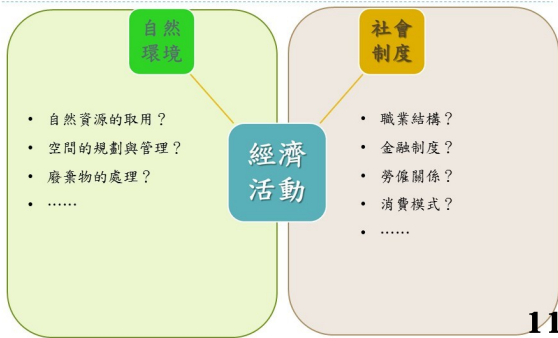 自然
環境
社會
制度
• 自然資源的取用？
• 空間的規劃與管理？
• 廢棄物的處理？
• ……
經濟
活動
• 職業結構？
• 金融制度？
• 勞僱關係？
• 消費模式？
• ……
11